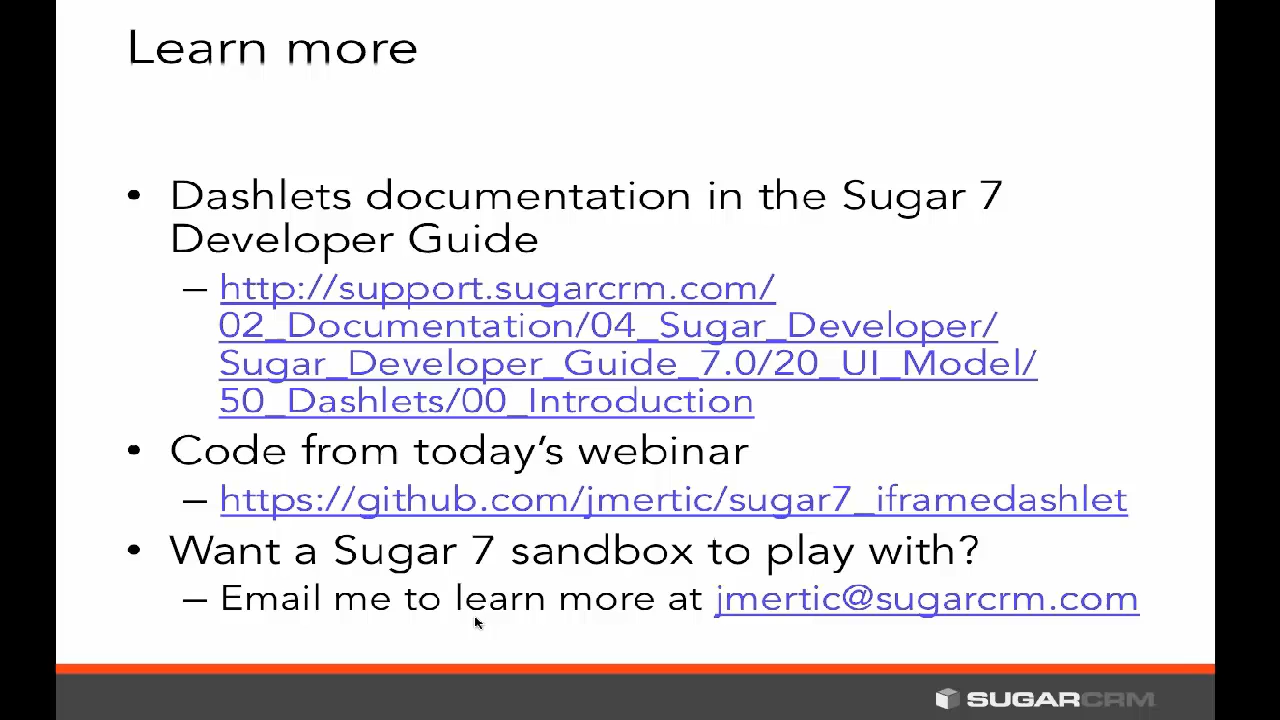 Learn more
• Dashlets documentation in the Sugar 7
Developer Guide
– http://support.sugarcrm.com/
02_Documentation/04_Sugar_Developer/
Sugar_Developer_Guide_7.0/20_UI_Model/
50_Dashlets/00_Introduction
• Code from today’s webinar
– https://github.com/jmertic/sugar7_iframedashlet
• Want a Sugar 7 sandbox to play with?
– Email me to learn more at jmertic@sugarcrm.com
SUGARCRM